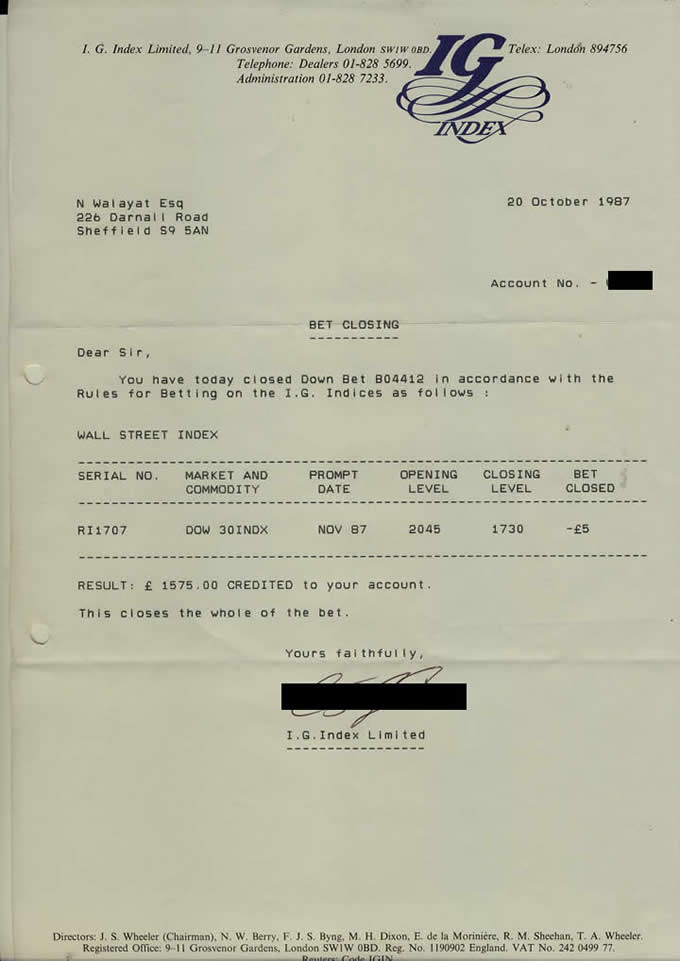 I. G. Index Limited, 9–11 Grosvenor Gardens, London SW1W 0BD.
Telex: London 894756
Telephone: Dealers 01-828 5699.
Administration 01-828 7233.
IG
INDEX
N Walayat Esq
226 Darnall Road
Sheffield S9 5AN
20 October 1987
Account No. -
BET CLOSING
Dear Sir,
You have today closed Down Bet B04412 in accordance with the
Rules for Betting on the I.G. Indices as follows :
WALL STREET INDEX
SERIAL NO. MARKET AND PROMPT OPENING CLOSING BET
COMMODITY DATE LEVEL LEVEL CLOSED
RI1707 DOW 30INDX NOV 87 2045 1730 -£5
RESULT: £ 1575.00 CREDITED to your account.
This closes the whole of the bet.
Yours faithfully,
I.G.Index Limited
Directors: J. S. Wheeler (Chairman), N. W. Berry, F. J. S. Byng, M. H. Dixon, E. de la Morinière, R. M. Sheehan, T. A. Wheeler.
Registered Office: 9–11 Grosvenor Gardens, London SW1W 0BD. Reg. No. 1190902 England. VAT No. 242 0499 77.
Reuters: Code IGIN